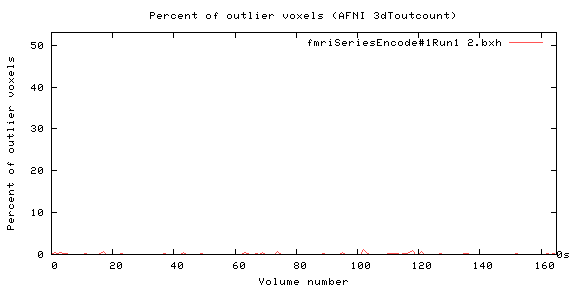 Percent of outlier voxels (AFNI 3dToutcount)
fmriSeriesEncode#1Run1 2.bxh
Percent of outlier voxels
50
40
30
20
10
0
0s
0 20 40 60 80 100 120 140 160
Volume number